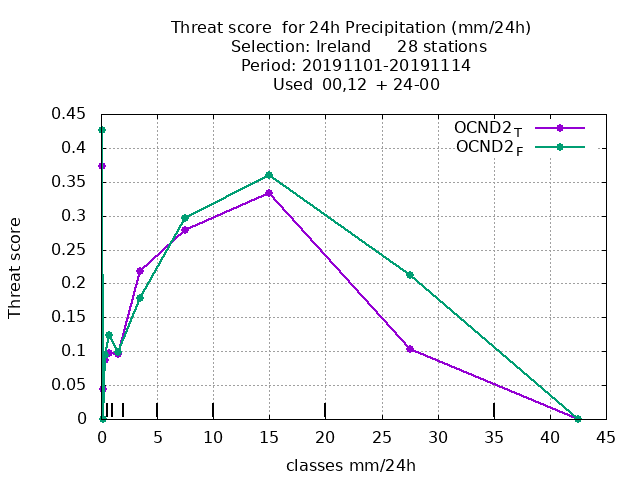 Threat score  for 24h Precipitation (mm/24h)
Selection: Ireland     28 stations
Period: 20191101-20191114
Used  00,12  + 24-00
OCND2_T
OCND2_F
0.45
0.4
0.35
0.3
0.25
0.2
0.15
0.1
0.05
0
Threat score
0 5 10 15 20 25 30 35 40 45
classes mm/24h